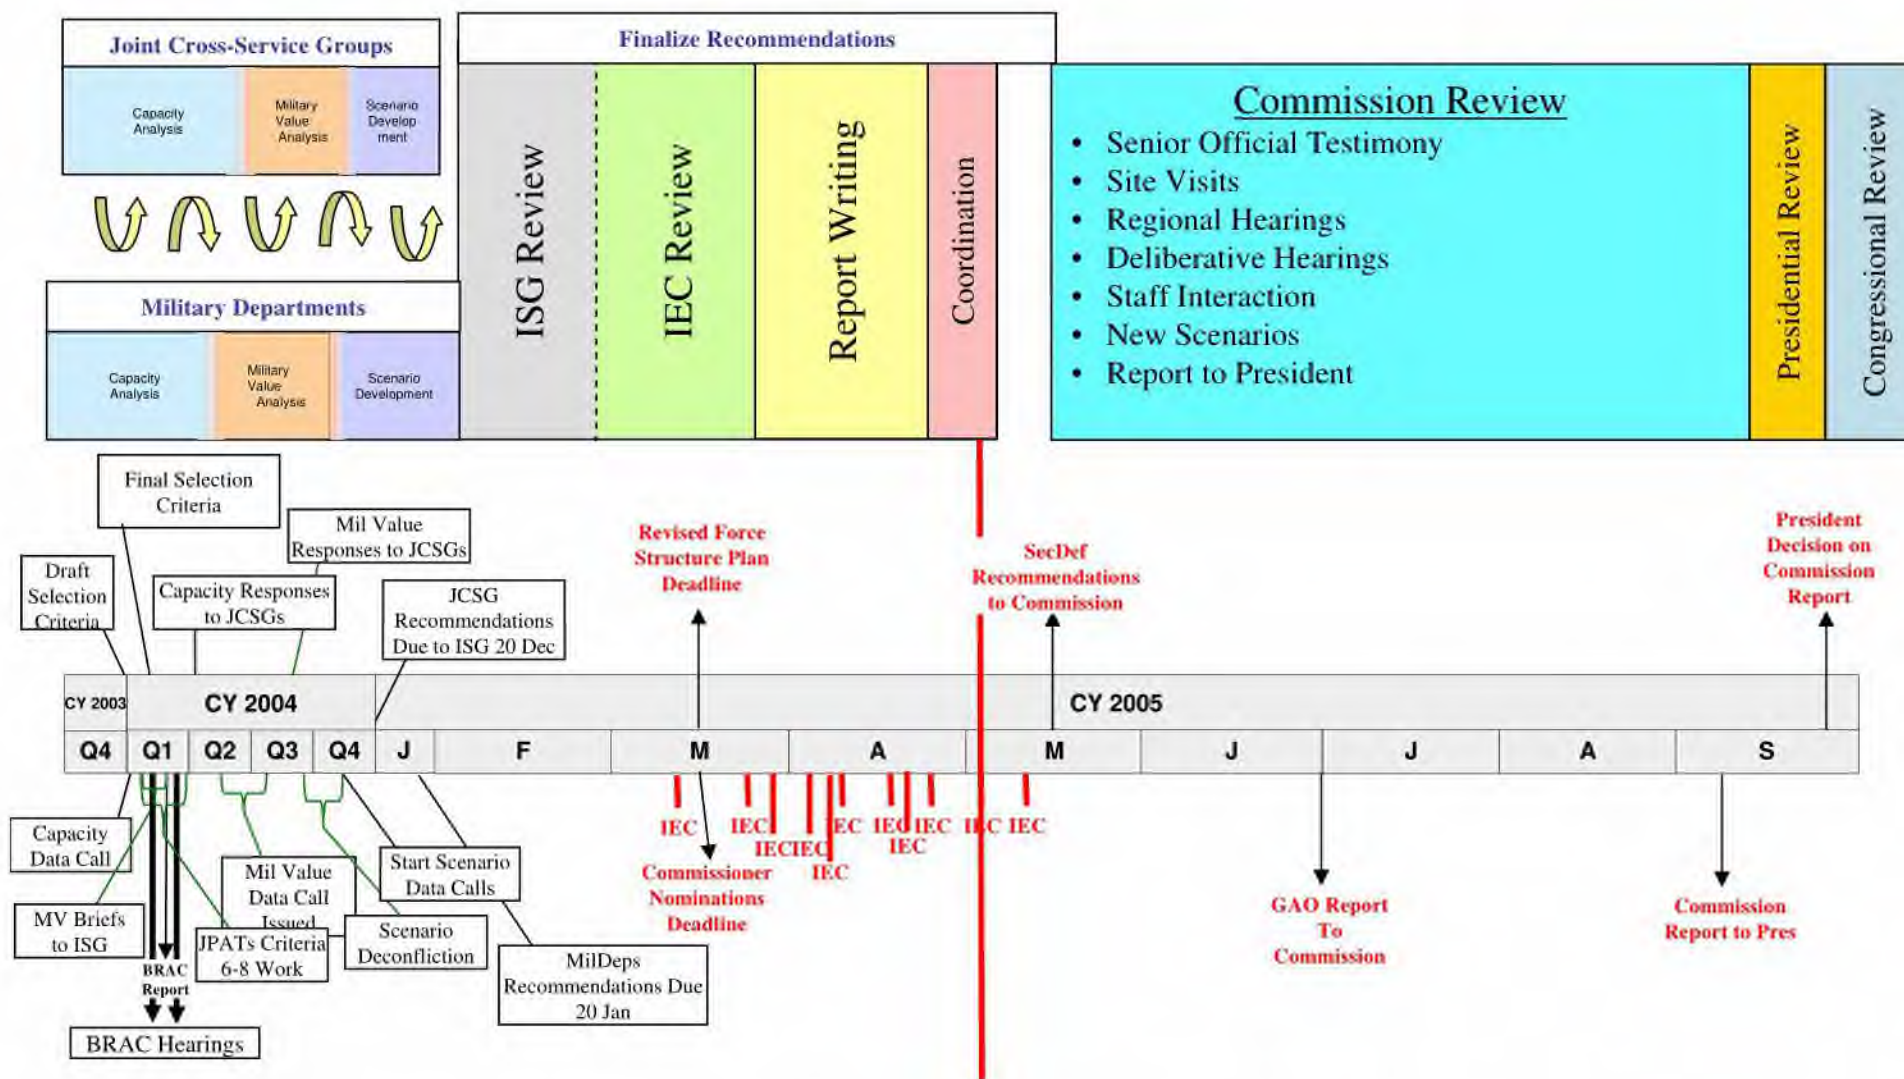 Joint Cross-Service Groups
Capacity
Analysis
Military
Value
Analysis
Scenario
Develop
ment
Military Departments
Capacity
Analysis
Military
Value
Analysis
Scenario
Development
Finalize Recommendations
ISG Review
IEC Review
Report Writing
Coordination
Commission Review
• Senior Official Testimony
• Site Visits
• Regional Hearings
• Deliberative Hearings
• Staff Interaction
• New Scenarios
• Report to President
Presidential Review
Congressional Review
Final Selection
Criteria
Mil Value
Responses to JCSGs
Draft
Selection
Criteria
Capacity Responses
to JCSGs
JCSG
Recommendations
Due to ISG 20 Dec
Revised Force
Structure Plan
Deadline
SecDef
Recommendations
to Commission
President
Decision on
Commission
Report
CY 2003
CY 2004
CY 2005
Q4
Q1
Q2
Q3
Q4
J
F
M
A
M
J
J
A
S
Capacity
Data Call
MV Briefs
to ISG
BRAC
Report
BRAC Hearings
Mil Value
Data Call
Issued
JPATs Criteria
6-8 Work
Start Scenario
Data Calls
Scenario
Deconfliction
MilDeps
Recommendations Due
20 Jan
IEC
IEC
IEC
IEC
IEC
IEC
IEC
IEC
IEC
IEC
IEC
Commissioner
Nominations
Deadline
GAO Report
To
Commission
Commission
Report to Pres